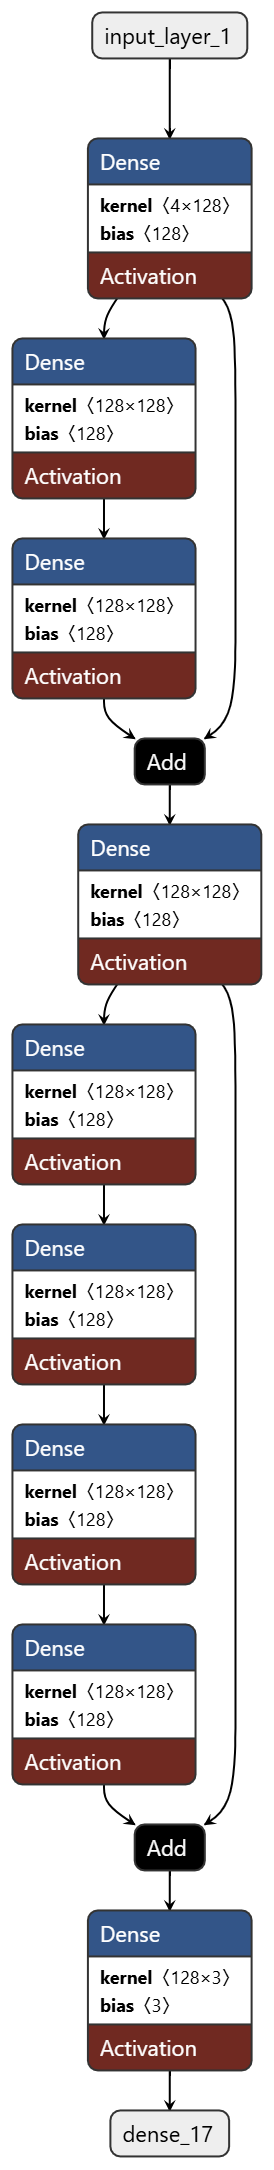 input_layer_1
Dense
kernel〈4×128〉
bias〈128〉
Activation
Dense
kernel〈128×128〉
bias〈128〉
Activation
Dense
kernel〈128×128〉
bias〈128〉
Activation
Add
Dense
kernel〈128×128〉
bias〈128〉
Activation
Dense
kernel〈128×128〉
bias〈128〉
Activation
Dense
kernel〈128×128〉
bias〈128〉
Activation
Dense
kernel〈128×128〉
bias〈128〉
Activation
Dense
kernel〈128×128〉
bias〈128〉
Activation
Add
Dense
kernel〈128×3〉
bias〈3〉
Activation
dense_17